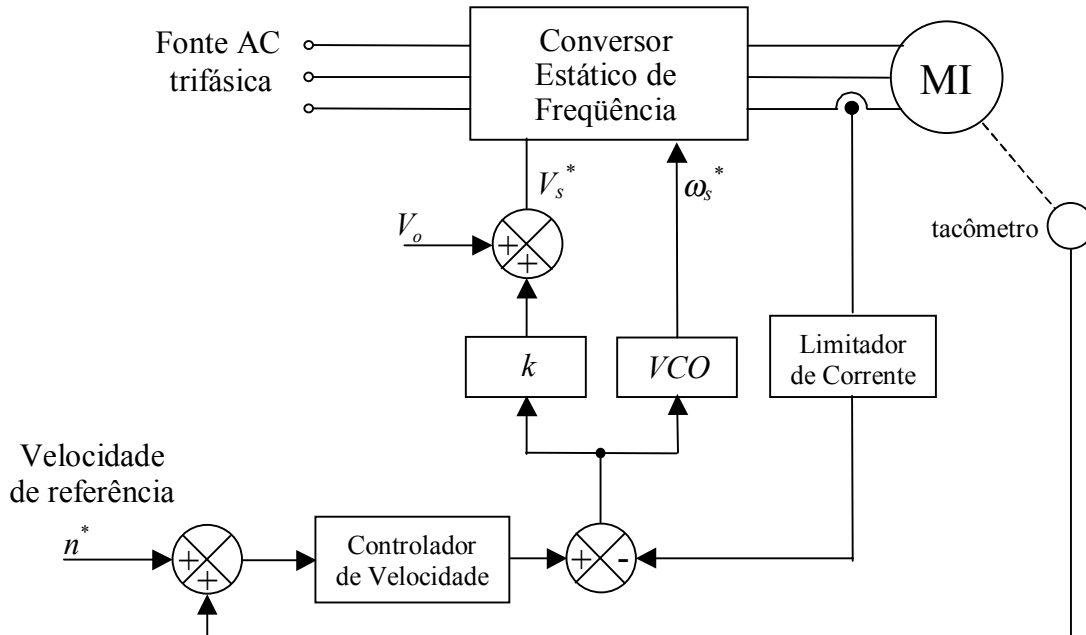 Fonte AC
trifásica
Conversor
Estático de
Freqüência
MI
V_s^*
ω_s^*
V_o
+
+
tacômetro
k
VCO
Limitador
de Corrente
Velocidade
de referência
n^*
+
+
Controlador
de Velocidade
+
-